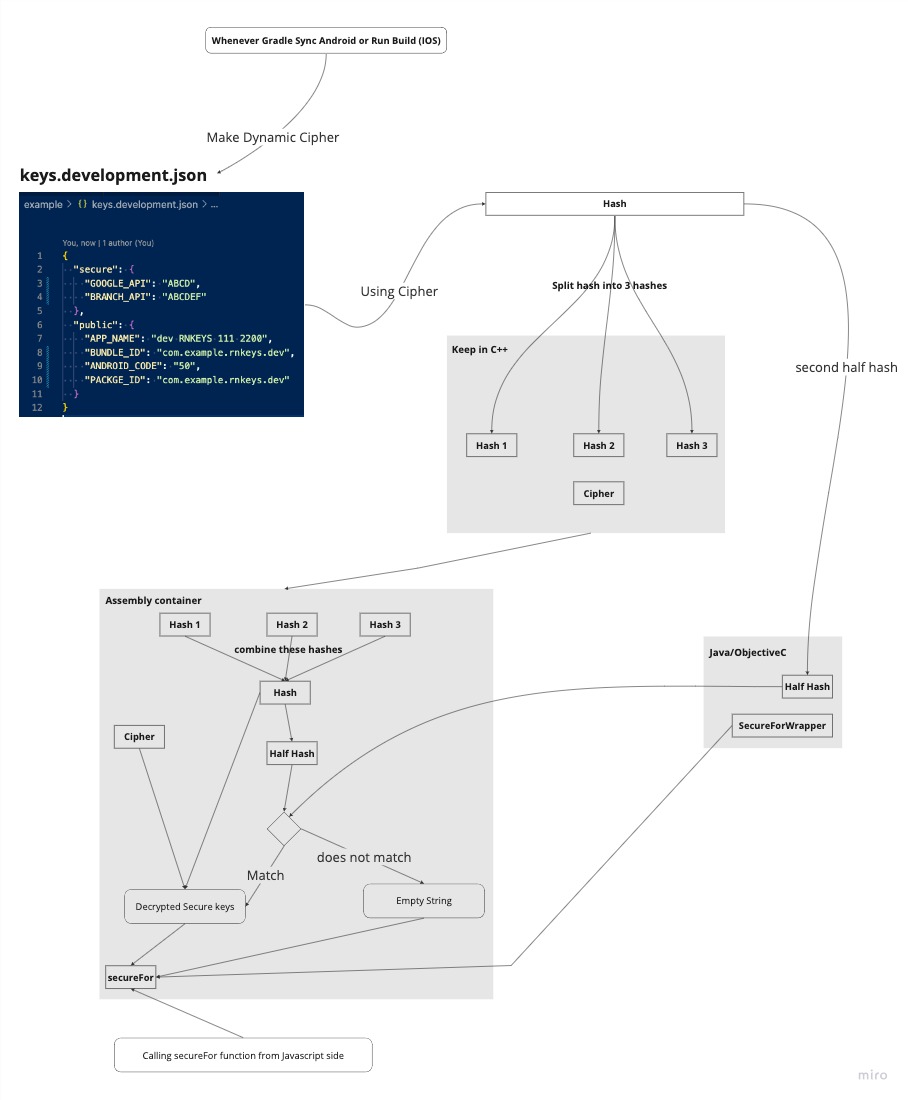 Whenever Gradle Sync Android or Run Build (IOS)
Make Dynamic Cipher
keys.development.json
example > {} keys.development.json > ...
You, now | 1 author (You)
1 {
2 "secure": {
3 "GOOGLE_API": "ABCD",
4 "BRANCH_API": "ABCDEF"
5 },
6 "public": {
7 "APP_NAME": "dev RNKEYS 111 2200",
8 "BUNDLE_ID": "com.example.rnkeys.dev",
9 "ANDROID_CODE": "50",
10 "PACKGE_ID": "com.example.rnkeys.dev"
11 }
12 }
Using Cipher
Hash
Split hash into 3 hashes
second half hash
Keep in C++
Hash 1
Hash 2
Hash 3
Cipher
Assembly container
Hash 1
Hash 2
Hash 3
combine these hashes
Hash
Cipher
Half Hash
Java/ObjectiveC
Half Hash
SecureForWrapper
does not match
Match
Decrypted Secure keys
Empty String
secureFor
Calling secureFor function from Javascript side
miro